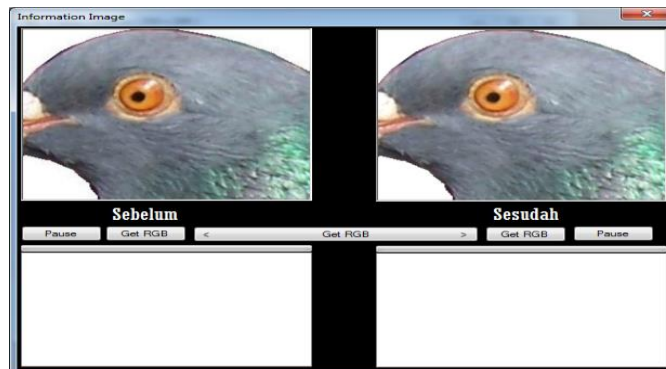 Information Image
Sebelum
Sesudah
Pause
Get RGB
< Get RGB >
Get RGB
Pause